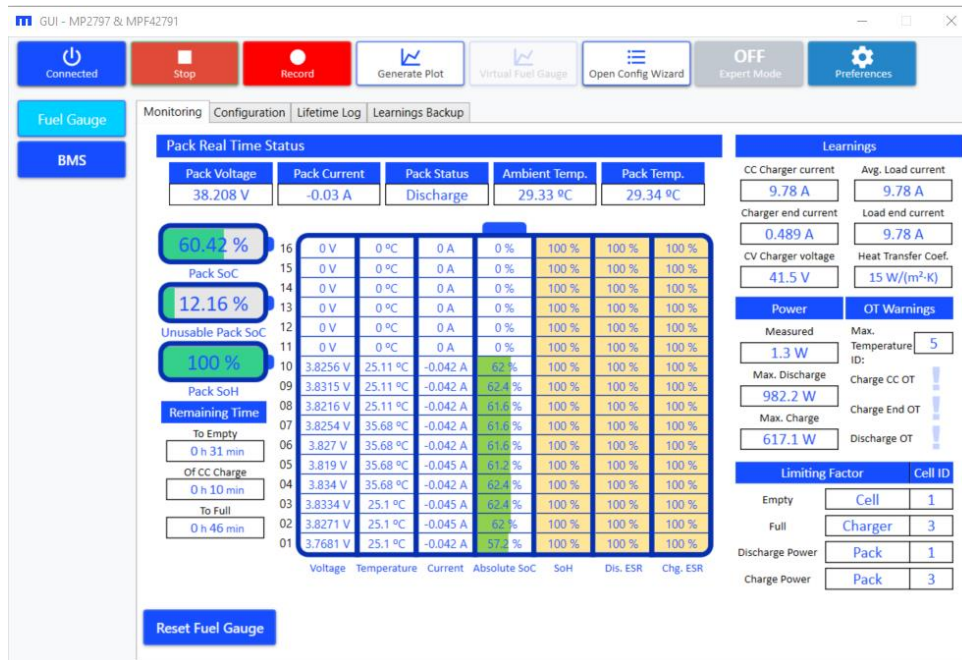 GUI - MP2797 & MPF42791
Connected Stop Record Generate Plot Virtual Fuel Gauge Open Config Wizard OFF Expert Mode Preferences
Fuel Gauge
BMS
Monitoring Configuration Lifetime Log Learnings Backup
Pack Real Time Status
Pack Voltage Pack Current Pack Status Ambient Temp. Pack Temp.
38.208 V -0.03 A Discharge 29.33 ºC 29.34 ºC
60.42 %
Pack SoC
12.16 %
Unusable Pack SoC
100 %
Pack SoH
Remaining Time
To Empty
0 h 31 min
Of CC Charge
0 h 10 min
To Full
0 h 46 min
16 0 V 0 ºC 0 A 0 % 100 % 100 % 100 %
15 0 V 0 ºC 0 A 0 % 100 % 100 % 100 %
14 0 V 0 ºC 0 A 0 % 100 % 100 % 100 %
13 0 V 0 ºC 0 A 0 % 100 % 100 % 100 %
12 0 V 0 ºC 0 A 0 % 100 % 100 % 100 %
11 0 V 0 ºC 0 A 0 % 100 % 100 % 100 %
10 3.8256 V 25.11 ºC -0.042 A 62 % 100 % 100 % 100 %
09 3.8315 V 25.11 ºC -0.042 A 62.4 % 100 % 100 % 100 %
08 3.8216 V 25.11 ºC -0.042 A 61.6 % 100 % 100 % 100 %
07 3.8254 V 35.68 ºC -0.042 A 61.6 % 100 % 100 % 100 %
06 3.827 V 35.68 ºC -0.042 A 61.6 % 100 % 100 % 100 %
05 3.819 V 35.68 ºC -0.045 A 61.2 % 100 % 100 % 100 %
04 3.834 V 35.68 ºC -0.042 A 62.4 % 100 % 100 % 100 %
03 3.8334 V 25.1 ºC -0.045 A 62.4 % 100 % 100 % 100 %
02 3.8271 V 25.1 ºC -0.045 A 62 % 100 % 100 % 100 %
01 3.7681 V 25.1 ºC -0.042 A 57.2 % 100 % 100 % 100 %
Voltage Temperature Current Absolute SoC SoH Dis. ESR Chg. ESR
Reset Fuel Gauge
Learnings
CC Charger current Avg. Load current
9.78 A 9.78 A
Charger end current Load end current
0.489 A 9.78 A
CV Charger voltage Heat Transfer Coef.
41.5 V 15 W/(m²·K)
Power
Measured
1.3 W
Max. Discharge
982.2 W
Max. Charge
617.1 W
OT Warnings
Max.
Temperature 5
ID:
Charge CC OT !
Charge End OT !
Discharge OT !
Limiting Factor Cell ID
Empty Cell 1
Full Charger 3
Discharge Power Pack 1
Charge Power Pack 3